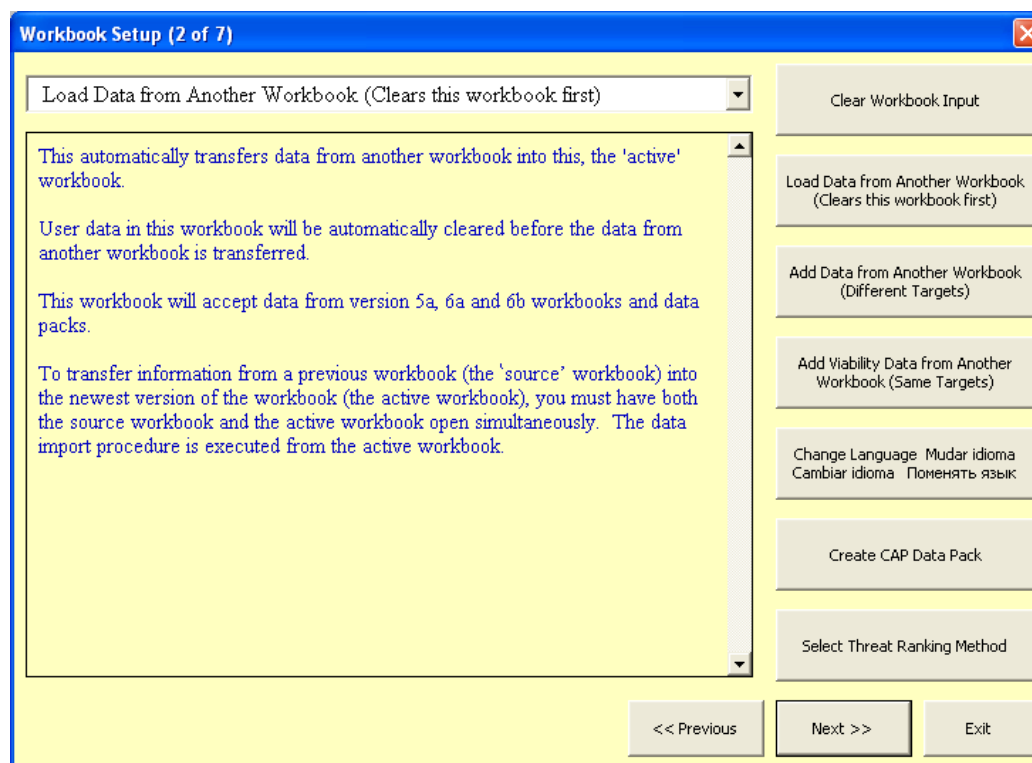 Workbook Setup (2 of 7)
Load Data from Another Workbook (Clears this workbook first)
This automatically transfers data from another workbook into this, the 'active'
workbook.
User data in this workbook will be automatically cleared before the data from
another workbook is transferred.
This workbook will accept data from version 5a, 6a and 6b workbooks and data
packs.
To transfer information from a previous workbook (the ‛source’ workbook) into
the newest version of the workbook (the active workbook), you must have both
the source workbook and the active workbook open simultaneously.  The data
import procedure is executed from the active workbook.
Clear Workbook Input
Load Data from Another Workbook
(Clears this workbook first)
Add Data from Another Workbook
(Different Targets)
Add Viability Data from Another
Workbook (Same Targets)
Change Language  Mudar idioma
Cambiar idioma   Поменять язык
Create CAP Data Pack
Select Threat Ranking Method
<< Previous
Next >>
Exit